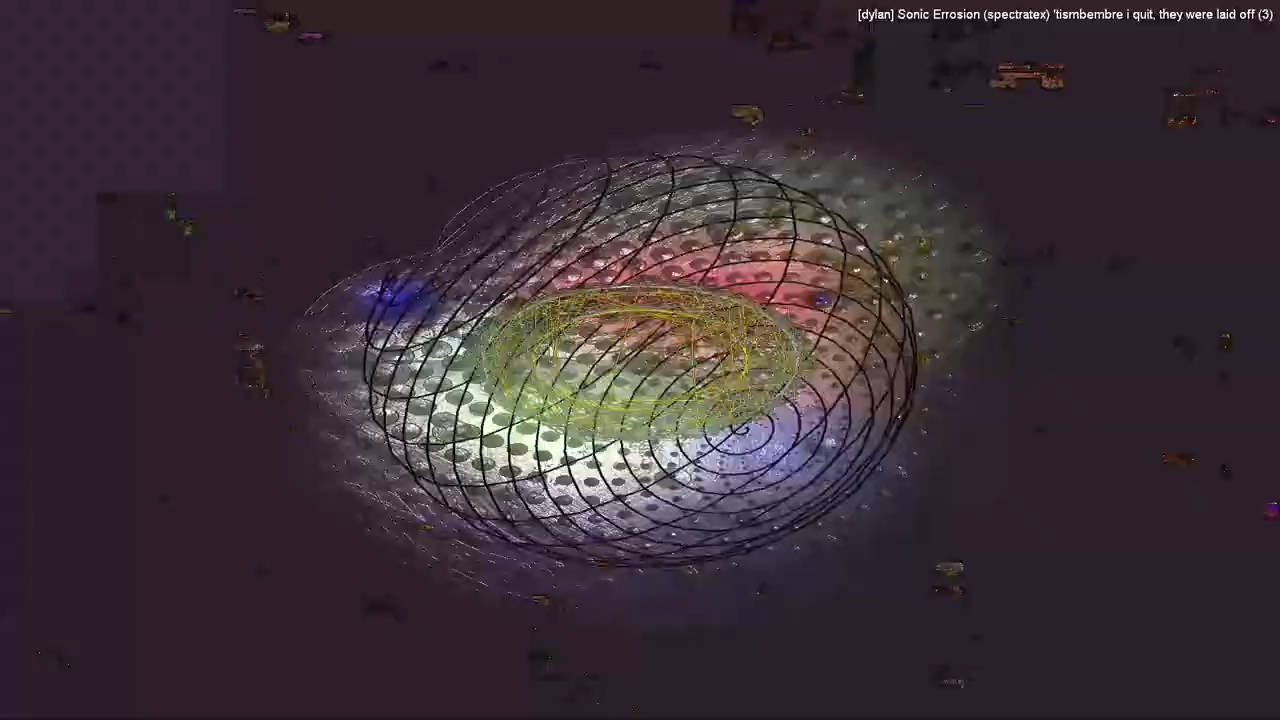 [dylan] Sonic Errosion (spectratex) 'tismbembre i quit, they were laid off (3)